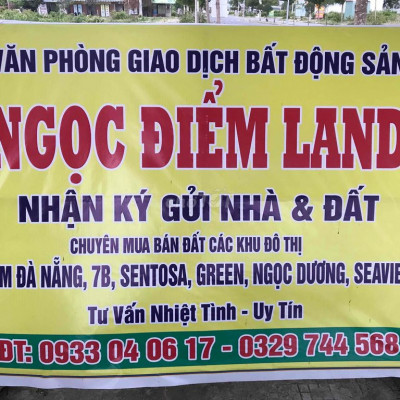 VĂN PHÒNG GIAO DỊCH BẤT ĐỘNG SẢN
NGỌC ĐIỂM LAND
NHẬN KÝ GỬI NHÀ & ĐẤT
CHUYÊN MUA BÁN ĐẤT CÁC KHU ĐÔ THỊ
M ĐÀ NẴNG, 7B, SENTOSA, GREEN, NGỌC DƯƠNG, SEAVIE
Tư Vấn Nhiệt Tình - Uy Tín
ĐT: 0933 04 06 17 - 0329 744 568